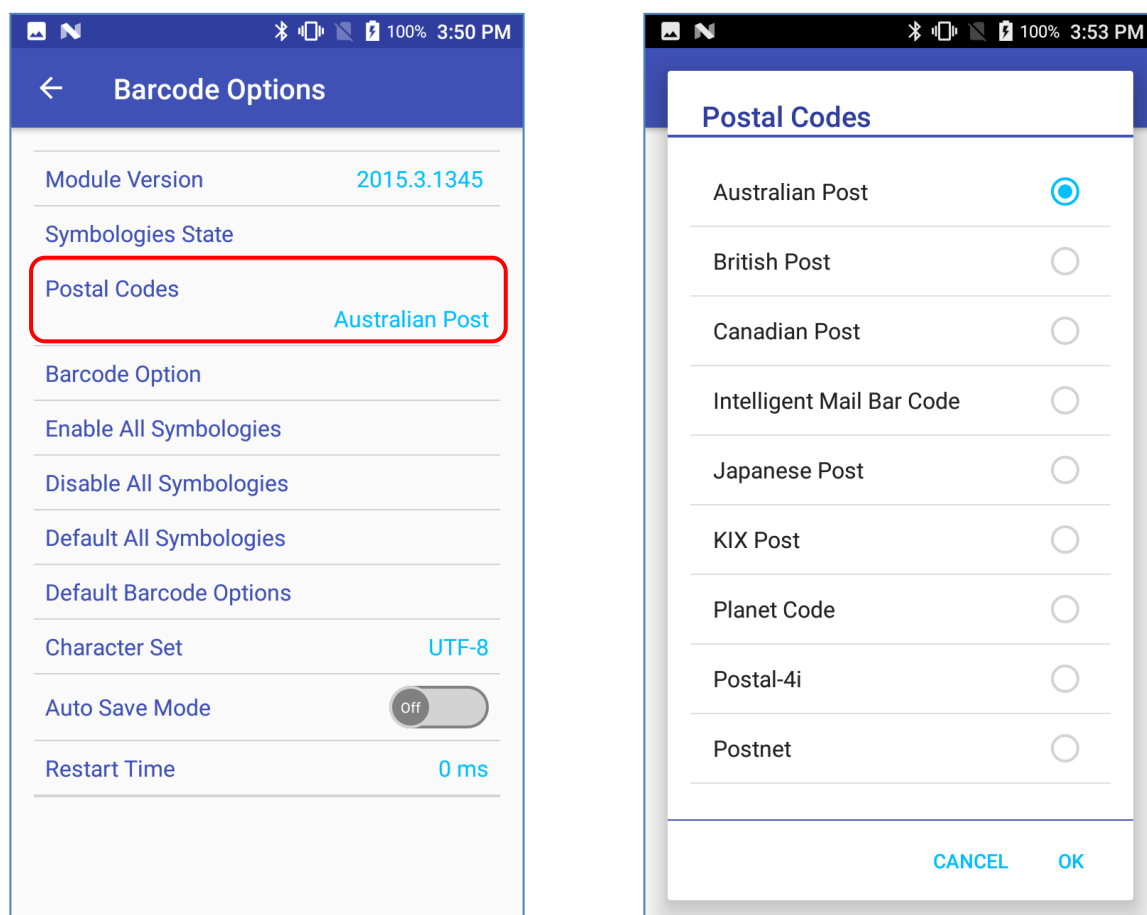 100% 3:50 PM
Barcode Options
Module Version 2015.3.1345
Symbologies State
Postal Codes
Australian Post
Barcode Option
Enable All Symbologies
Disable All Symbologies
Default All Symbologies
Default Barcode Options
Character Set UTF-8
Auto Save Mode Off
Restart Time 0 ms
100% 3:53 PM
Postal Codes
Australian Post
British Post
Canadian Post
Intelligent Mail Bar Code
Japanese Post
KIX Post
Planet Code
Postal-4i
Postnet
CANCEL OK